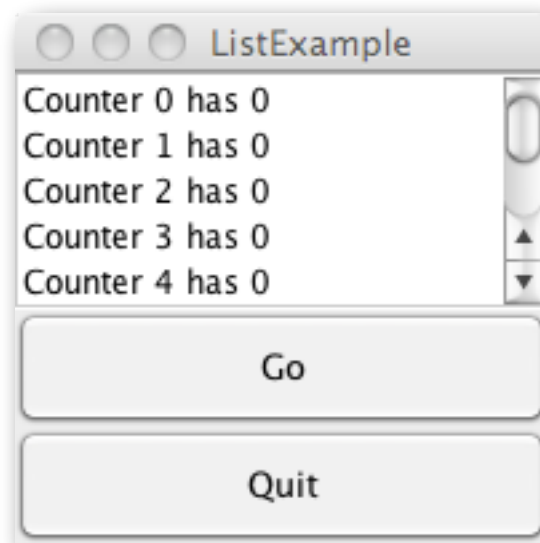 ListExample
Counter 0 has 0
Counter 1 has 0
Counter 2 has 0
Counter 3 has 0
Counter 4 has 0
Go
Quit